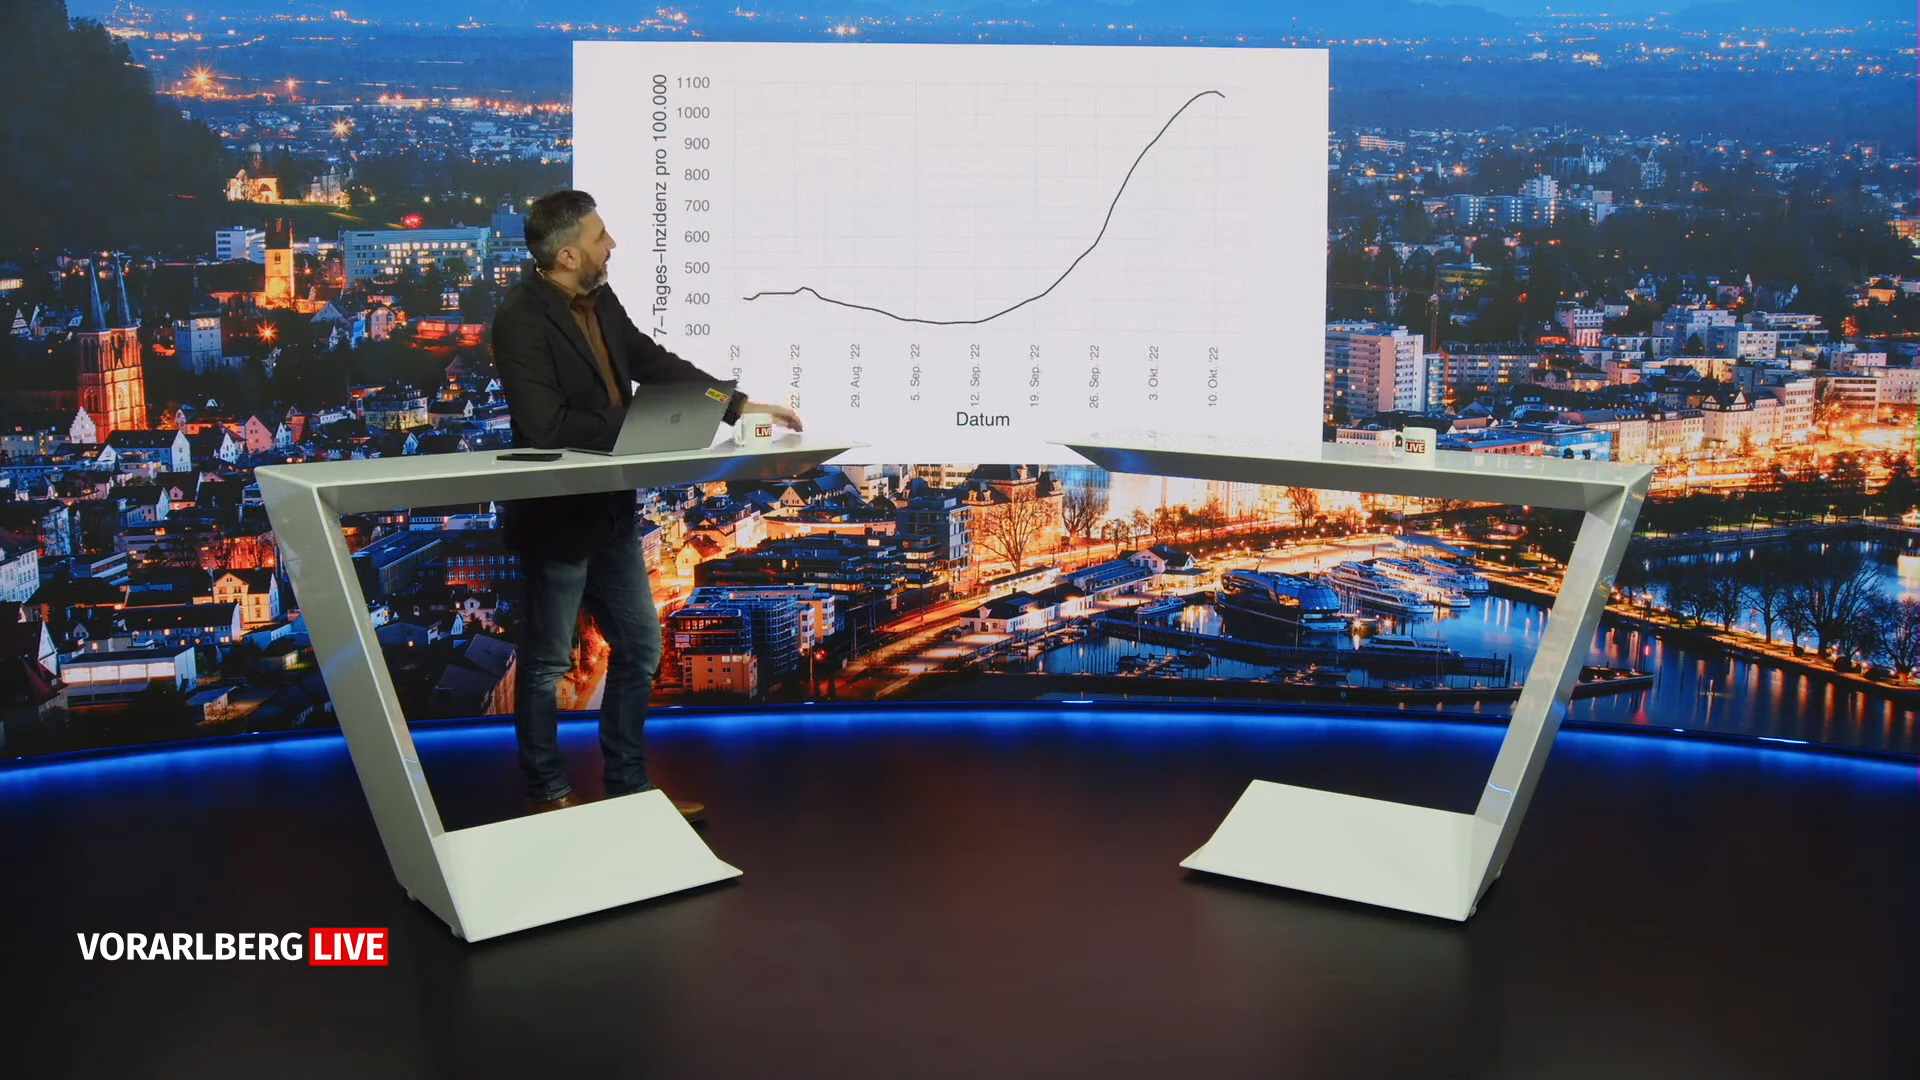 7–Tages–Inzidenz pro 100.000
1100
1000
900
800
700
600
500
400
300
22. Aug. '22
29. Aug. '22
5. Sep. '22
12. Sep. '22
19. Sep. '22
26. Sep. '22
3. Okt. '22
10. Okt. '22
Datum
LIVE
LIVE
VORARLBERG LIVE